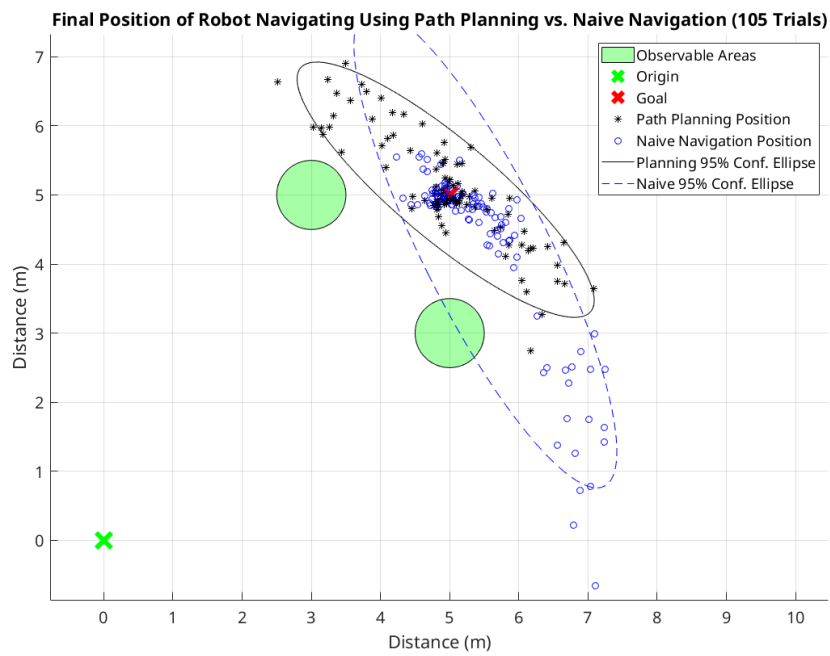 Final Position of Robot Navigating Using Path Planning vs. Naive Navigation (105 Trials)
Observable Areas
Origin
Goal
Path Planning Position
Naive Navigation Position
Planning 95% Conf. Ellipse
Naive 95% Conf. Ellipse
7
6
5
4
3
2
1
0
Distance (m)
0 1 2 3 4 5 6 7 8 9 10
Distance (m)